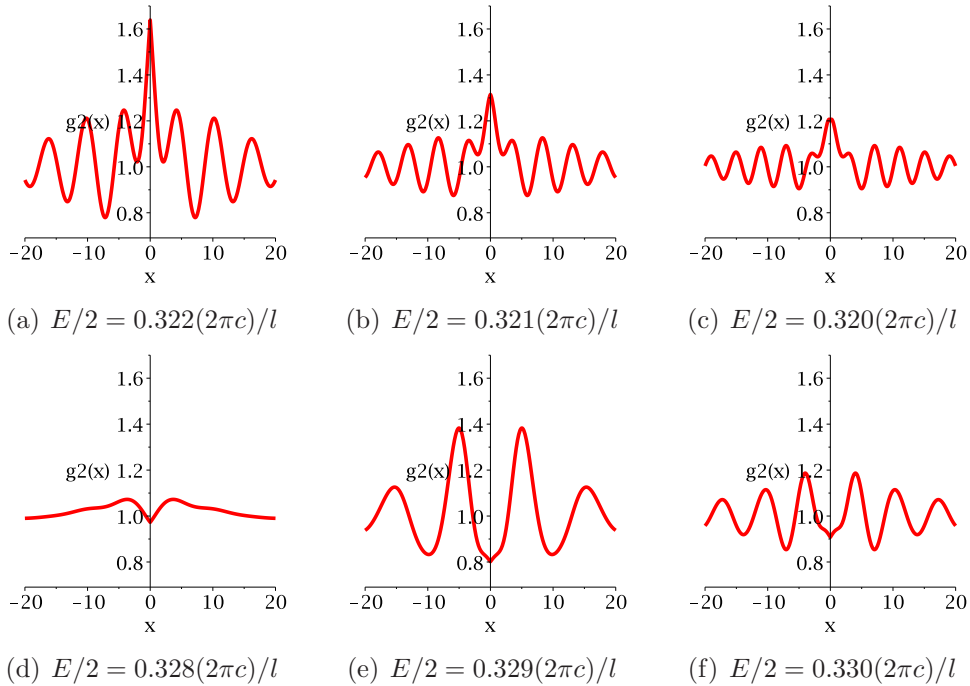 1.6 1.6 1.6
1.4 1.4 1.4
g2(x) 1.2 g2(x) 1.2 g2(x) 1.2
1.0 1.0 1.0
0.8 0.8 0.8
−20 −10 0 10 20 −20 −10 0 10 20 −20 −10 0 10 20
x x x
(a) E/2 = 0.322(2πc)/l (b) E/2 = 0.321(2πc)/l (c) E/2 = 0.320(2πc)/l
1.6 1.6 1.6
1.4 1.4 1.4
g2(x) 1.2 g2(x) 1.2 g2(x) 1.2
1.0 1.0 1.0
0.8 0.8 0.8
−20 −10 0 10 20 −20 −10 0 10 20 −20 −10 0 10 20
x x x
(d) E/2 = 0.328(2πc)/l (e) E/2 = 0.329(2πc)/l (f) E/2 = 0.330(2πc)/l